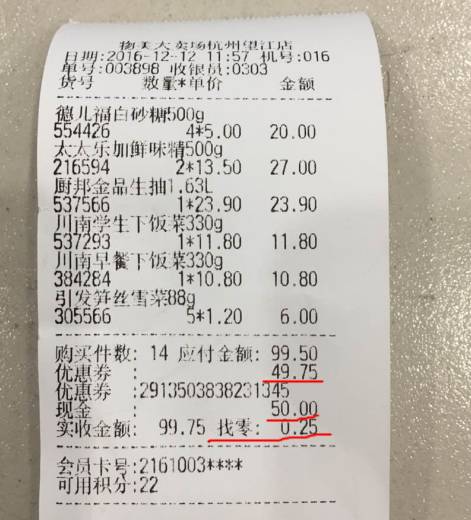 物美大卖场杭州望江店
日期:2016-12-12 11:57 机号:016
单号:003898 收银员:0303
货号 数量*单价 金额
德儿福白砂糖500g
554426 4*5.00 20.00
太太乐加鲜味精500g
216594 2*13.50 27.00
厨邦金品生抽1.63L
537566 1*23.90 23.90
川南学生下饭菜330g
537293 1*11.80 11.80
川南早餐下饭菜330g
384284 1*10.80 10.80
引发笋丝雪菜88g
305566 5*1.20 6.00
购买件数: 14 应付金额: 99.50
优惠券 : 49.75
优惠券 :2913503838231345
现金 : 50.00
实收金额: 99.75 找零: 0.25
会员卡号:2161003****
可用积分:22